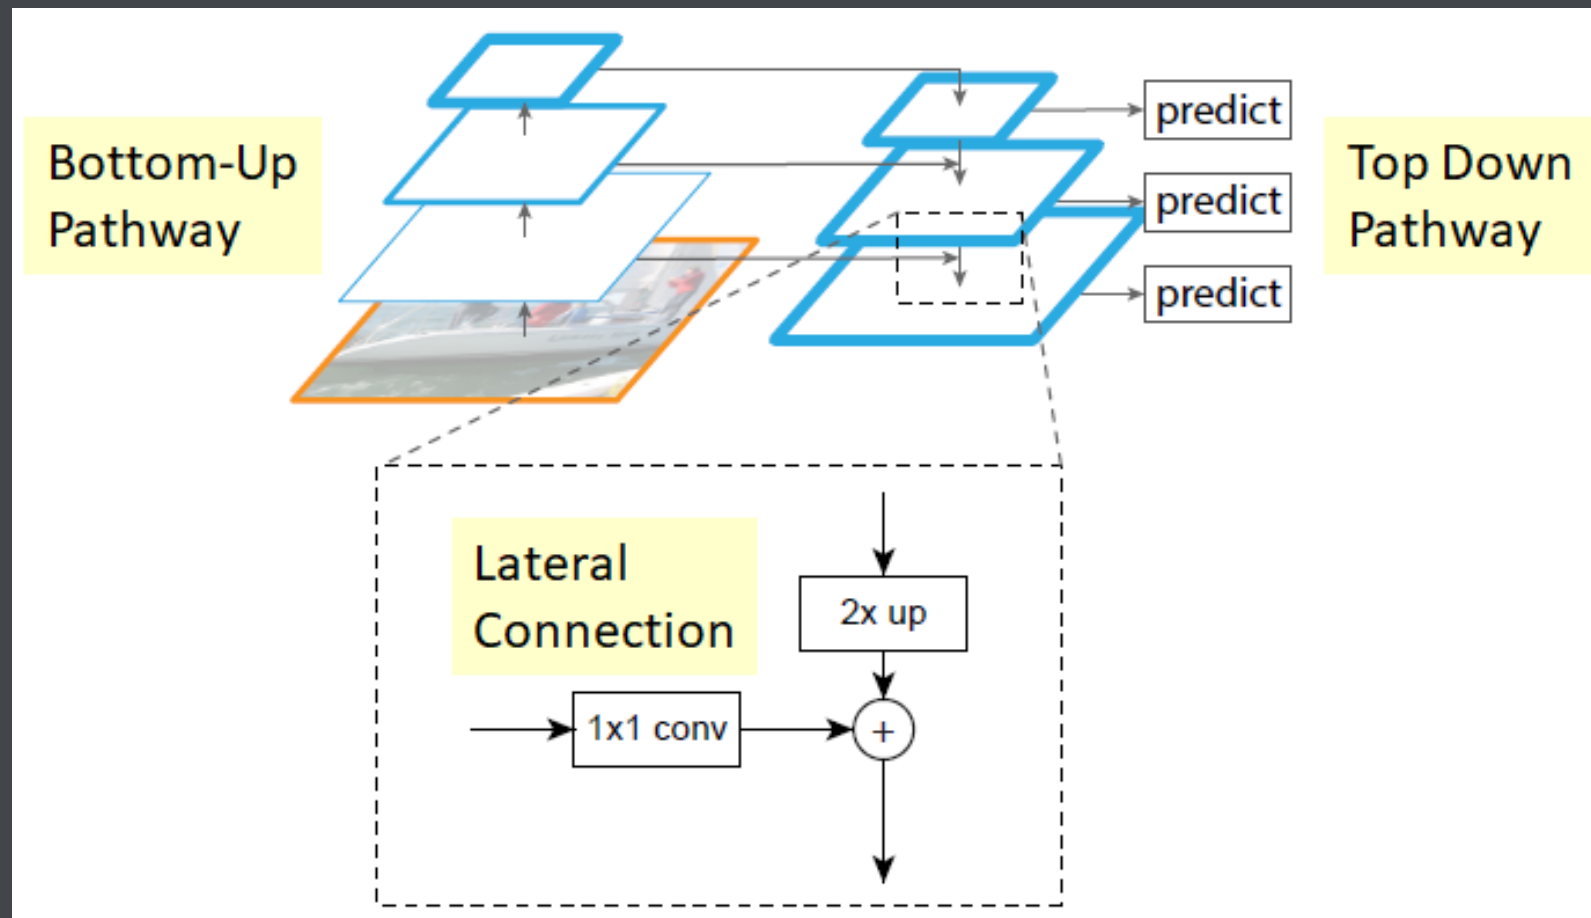 Bottom-Up
Pathway
predict
predict
predict
Top Down
Pathway
Lateral
Connection
2x up
1x1 conv
+